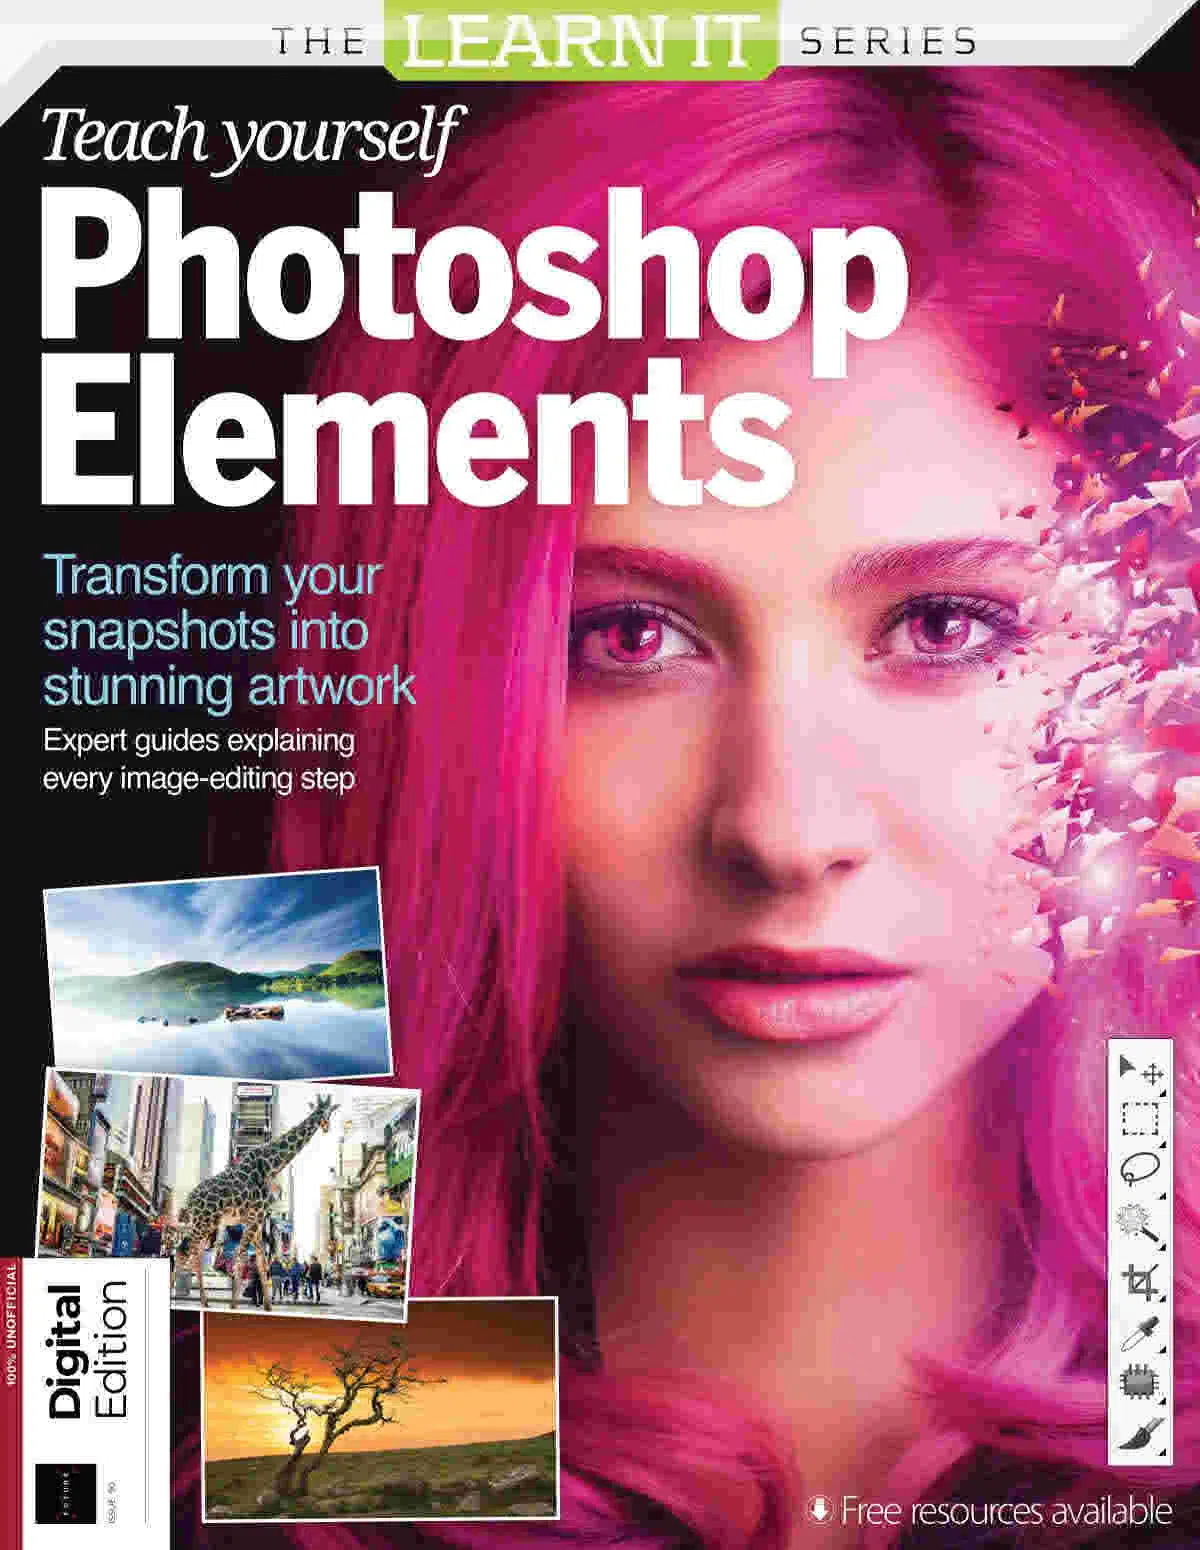 THE LEARN IT SERIES
Teach yourself
Photoshop
Elements
Transform your
snapshots into
stunning artwork
Expert guides explaining
every image-editing step
100% UNOFFICIAL
Digital
Edition
FUTURE
Free resources available